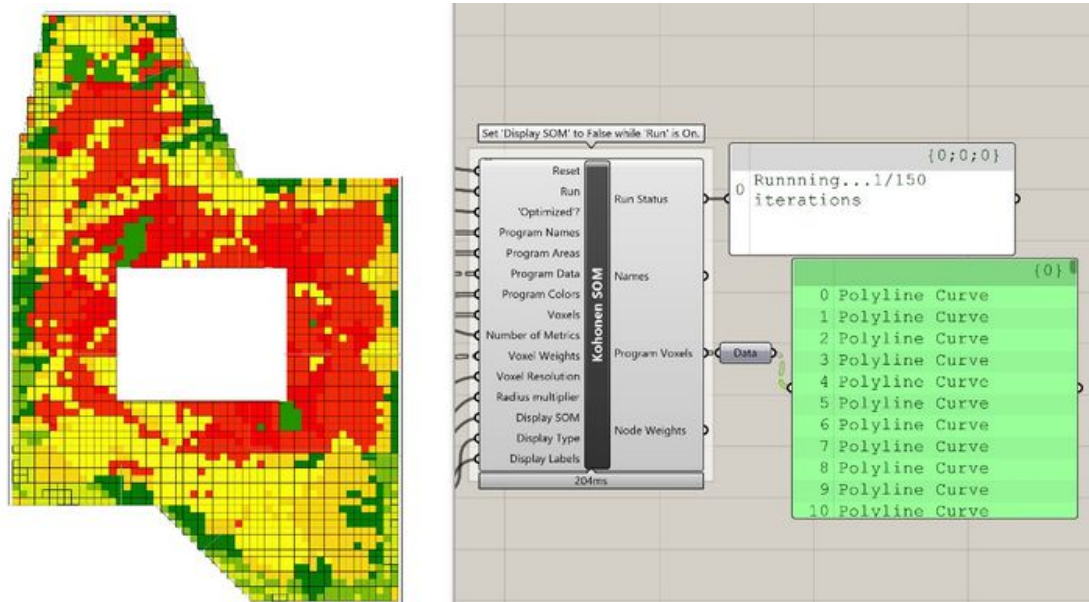 Set 'Display SOM' to False while 'Run' is On.
Reset
Run
'Optimized'?
Program Names
Program Areas
Program Data
Program Colors
Voxels
Number of Metrics
Voxel Weights
Voxel Resolution
Radius multiplier
Display SOM
Display Type
Display Labels
Kohonen SOM
Run Status
Names
Program Voxels
Node Weights
204ms
{0;0;0}
0 Runnning...1/150
iterations
Data
{0}
0 Polyline Curve
1 Polyline Curve
2 Polyline Curve
3 Polyline Curve
4 Polyline Curve
5 Polyline Curve
6 Polyline Curve
7 Polyline Curve
8 Polyline Curve
9 Polyline Curve
10 Polyline Curve